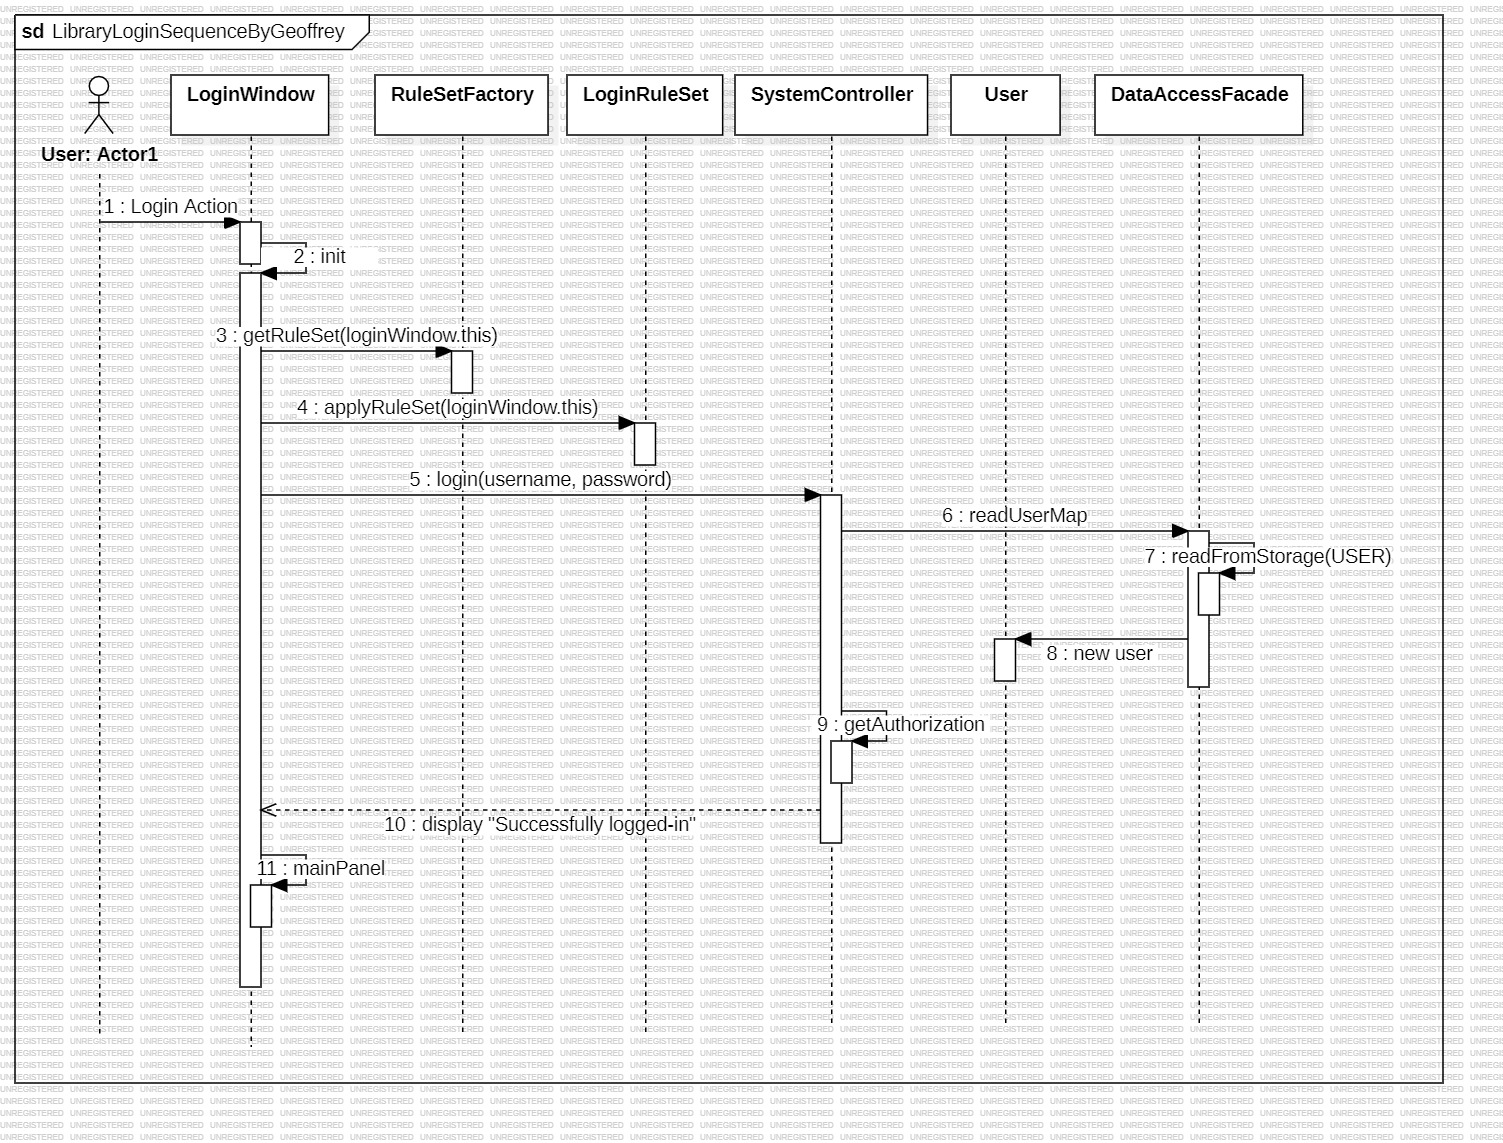 sd LibraryLoginSequenceByGeoffrey
LoginWindow
RuleSetFactory
LoginRuleSet
SystemController
User
DataAccessFacade
User: Actor1
1 : Login Action
2 : init
3 : getRuleSet(loginWindow.this)
4 : applyRuleSet(loginWindow.this)
5 : login(username, password)
6 : readUserMap
7 : readFromStorage(USER)
8 : new user
9 : getAuthorization
10 : display "Successfully logged-in"
11 : mainPanel
UNREGISTERED